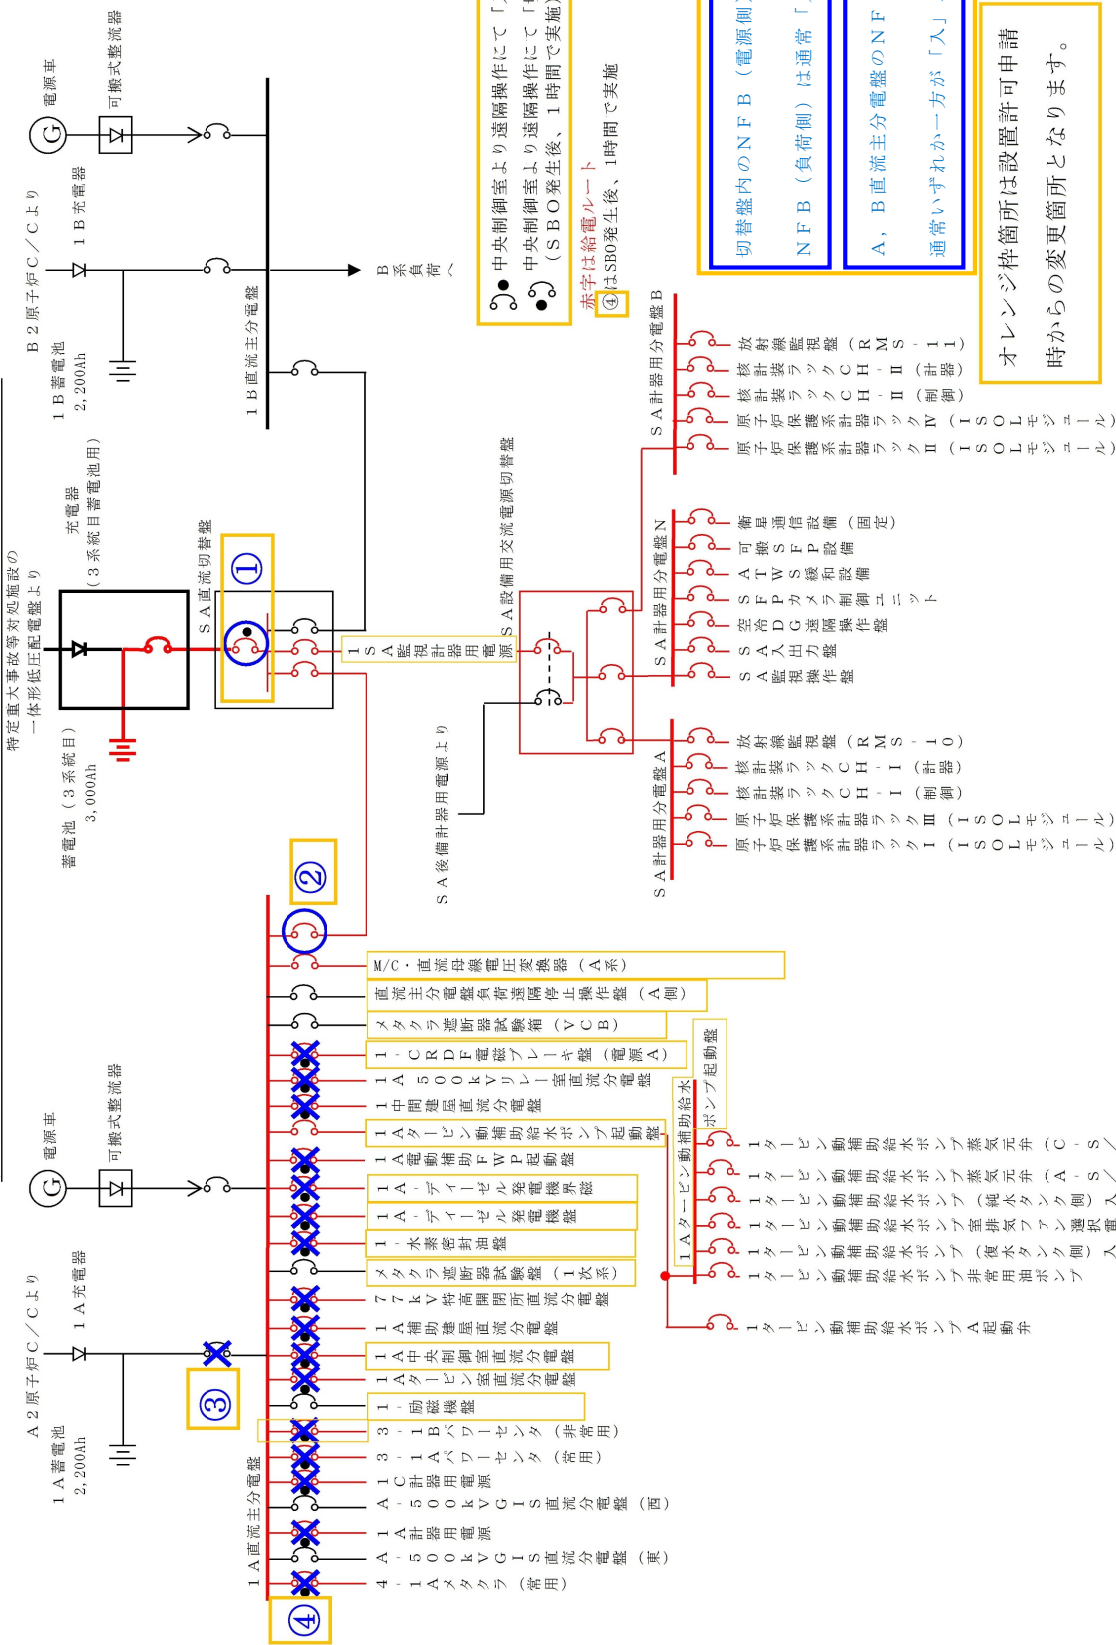 特定重大事故等対処施設の
一体形低圧配電盤より
A2原子炉C/Cより
1A蓄電池
2,200Ah
1A充電器
③
電源車
G
可搬式整流器
蓄電池(3系統目)
3,000Ah
充電器
(3系統目蓄電池用)
SA直流切替盤
①
B2原子炉C/Cより
1B蓄電池
2,200Ah
1B充電器
電源車
G
可搬式整流器
1B直流主分電盤
B系負荷へ
1A直流主分電盤
④
②
4-1Aメタクラ(常用)
A-500kVGIS直流分電盤(東)
1A計器用電源
A-500kVGIS直流分電盤(西)
1C計器用電源
3-1Aパワーセンタ(常用)
3-1Bパワーセンタ(非常用)
1-励磁機盤
1Aタービン室直流分電盤
1A中央制御室直流分電盤
1A補助建屋直流分電盤
77kV特高開閉所直流分電盤
メタクラ遮断器試験盤(1次系)
1-水素密封油盤
1A-ディーゼル発電機盤
1A-ディーゼル発電機界磁
1A電動補助FWP起動盤
1Aタービン動補助給水ポンプ起動盤
1中間建屋直流分電盤
1A 500kVリレー室直流分電盤
1-CRDF電磁ブレーキ盤(電源A)
メタクラ遮断器試験箱(VCB)
直流主分電盤負荷遠隔停止操作盤(A側)
M/C・直流母線電圧変換器(A系)
1SA監視計器用電源
SA後備計器用電源より
SA設備用交流電源切替盤
1Aタービン動補助給水
ポンプ起動盤
1タービン動補助給水ポンプA起動弁
1タービン動補助給水ポンプ非常用油ポンプ
1タービン動補助給水ポンプ(復水タンク側)入
1タービン動補助給水ポンプ室排気ファン選択電
1タービン動補助給水ポンプ(純水タンク側)入
1タービン動補助給水ポンプ蒸気元弁(A-S/
1タービン動補助給水ポンプ蒸気元弁(C-S/
SA計器用分電盤A
原子炉保護系計器ラックⅠ(ISOLモジュール)
原子炉保護系計器ラックⅢ(ISOLモジュール)
核計装ラックCH-Ⅰ(制御)
核計装ラックCH-Ⅰ(計器)
放射線監視盤(RMS-10)
SA計器用分電盤N
SA監視操作盤
SA入出力盤
空冷DG遠隔操作盤
SFPカメラ制御ユニット
ATWS緩和設備
可搬SFP設備
衛星通信設備(固定)
SA計器用分電盤B
原子炉保護系計器ラックⅡ(ISOLモジュール)
原子炉保護系計器ラックⅣ(ISOLモジュール)
核計装ラックCH-Ⅱ(制御)
核計装ラックCH-Ⅱ(計器)
放射線監視盤(RMS-11)
中央制御室より遠隔操作にて「
中央制御室より遠隔操作にて「
(SBO発生後、1時間で実施)
赤字は給電ルート
④はSBO発生後、1時間で実施
切替盤内のNFB(電源側)
NFB(負荷側)は通常「
A,B直流主分電盤のNF
通常いずれか一方が「入」
オレンジ枠箇所は設置許可申請
時からの変更箇所となります。